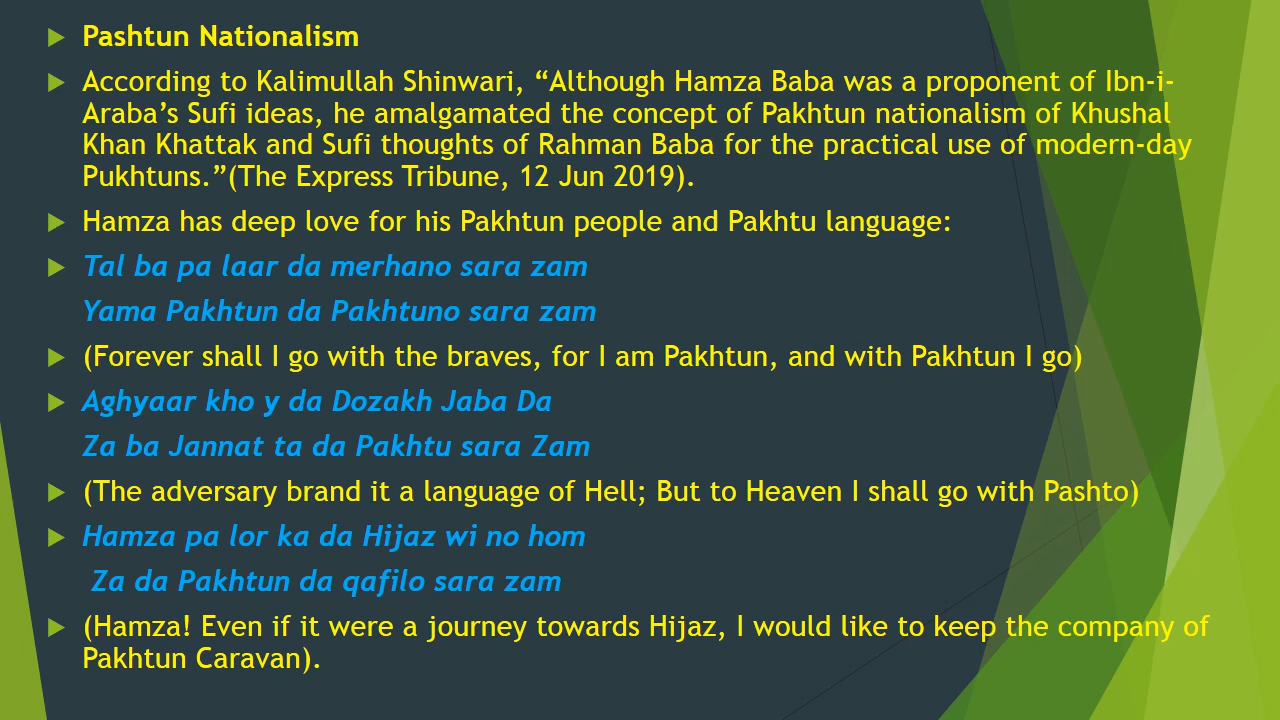 Pashtun Nationalism
According to Kalimullah Shinwari, “Although Hamza Baba was a proponent of Ibn-i-
Araba’s Sufi ideas, he amalgamated the concept of Pakhtun nationalism of Khushal
Khan Khattak and Sufi thoughts of Rahman Baba for the practical use of modern-day
Pukhtuns.”(The Express Tribune, 12 Jun 2019).
Hamza has deep love for his Pakhtun people and Pakhtu language:
Tal ba pa laar da merhano sara zam
Yama Pakhtun da Pakhtuno sara zam
(Forever shall I go with the braves, for I am Pakhtun, and with Pakhtun I go)
Aghyaar kho y da Dozakh Jaba Da
Za ba Jannat ta da Pakhtu sara Zam
(The adversary brand it a language of Hell; But to Heaven I shall go with Pashto)
Hamza pa lor ka da Hijaz wi no hom
Za da Pakhtun da qafilo sara zam
(Hamza! Even if it were a journey towards Hijaz, I would like to keep the company of
Pakhtun Caravan).